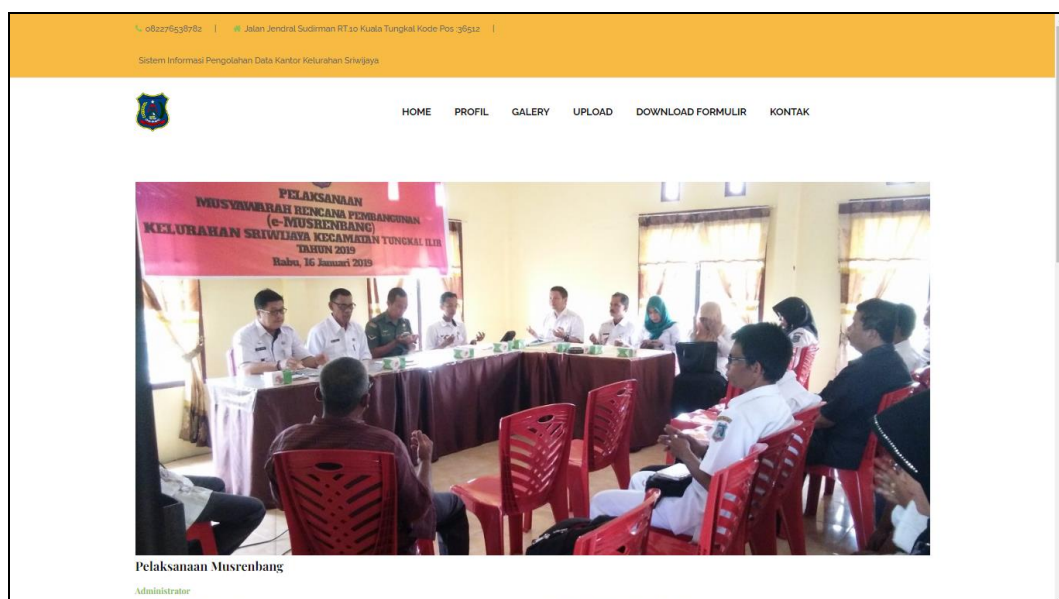 082276538782 | Jalan Jendral Sudirman RT.10 Kuala Tungkal Kode Pos :36512 |
Sistem Informasi Pengolahan Data Kantor Kelurahan Sriwijaya
HOME PROFIL GALERY UPLOAD DOWNLOAD FORMULIR KONTAK
PELAKSANAAN
MUSYAWARAH RENCANA PEMBANGUNAN
(e-MUSRENBANG)
KELURAHAN SRIWIJAYA KECAMATAN TUNGKAL ILIR
TAHUN 2019
Rabu, 16 Januari 2019
Pelaksanaan Musrenbang
Administrator